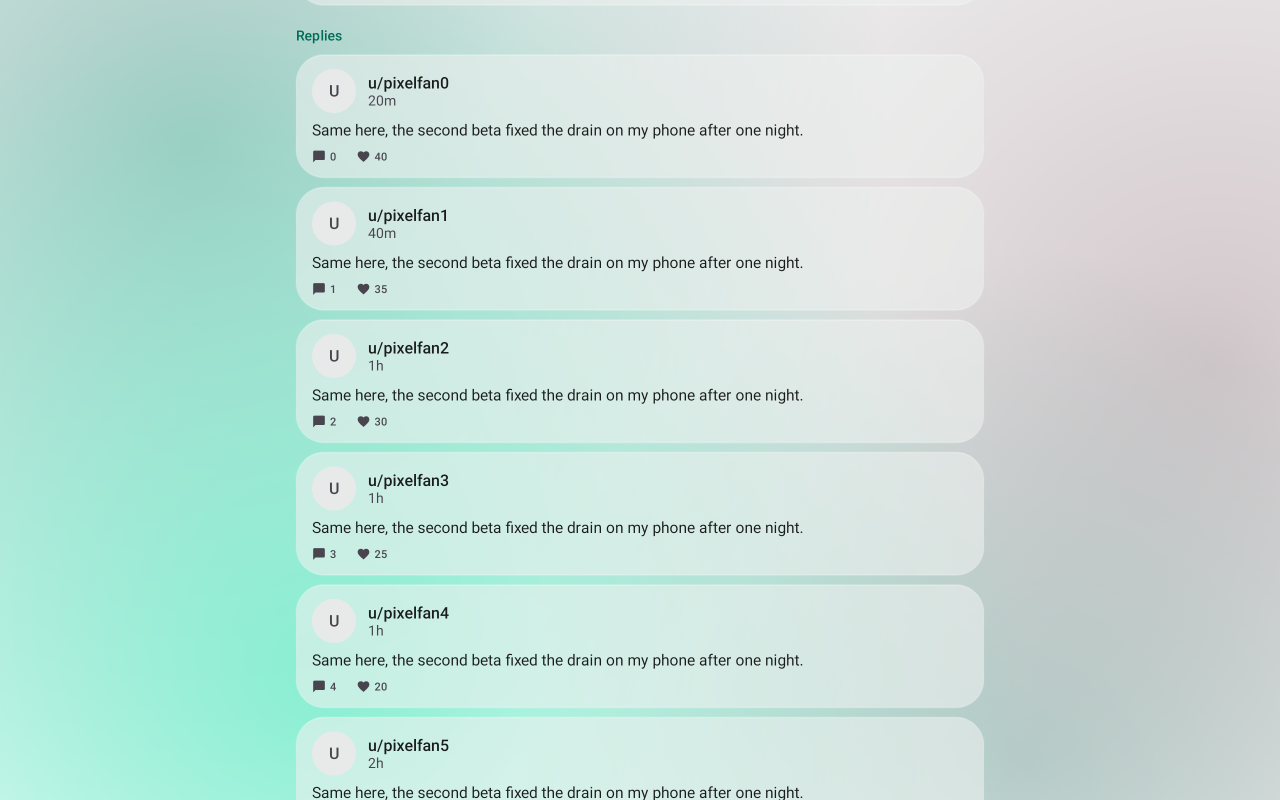 Replies
U
u/pixelfan0
20m
Same here, the second beta fixed the drain on my phone after one night.
0 40
U
u/pixelfan1
40m
Same here, the second beta fixed the drain on my phone after one night.
1 35
U
u/pixelfan2
1h
Same here, the second beta fixed the drain on my phone after one night.
2 30
U
u/pixelfan3
1h
Same here, the second beta fixed the drain on my phone after one night.
3 25
U
u/pixelfan4
1h
Same here, the second beta fixed the drain on my phone after one night.
4 20
U
u/pixelfan5
2h
Same here, the second beta fixed the drain on my phone after one night.